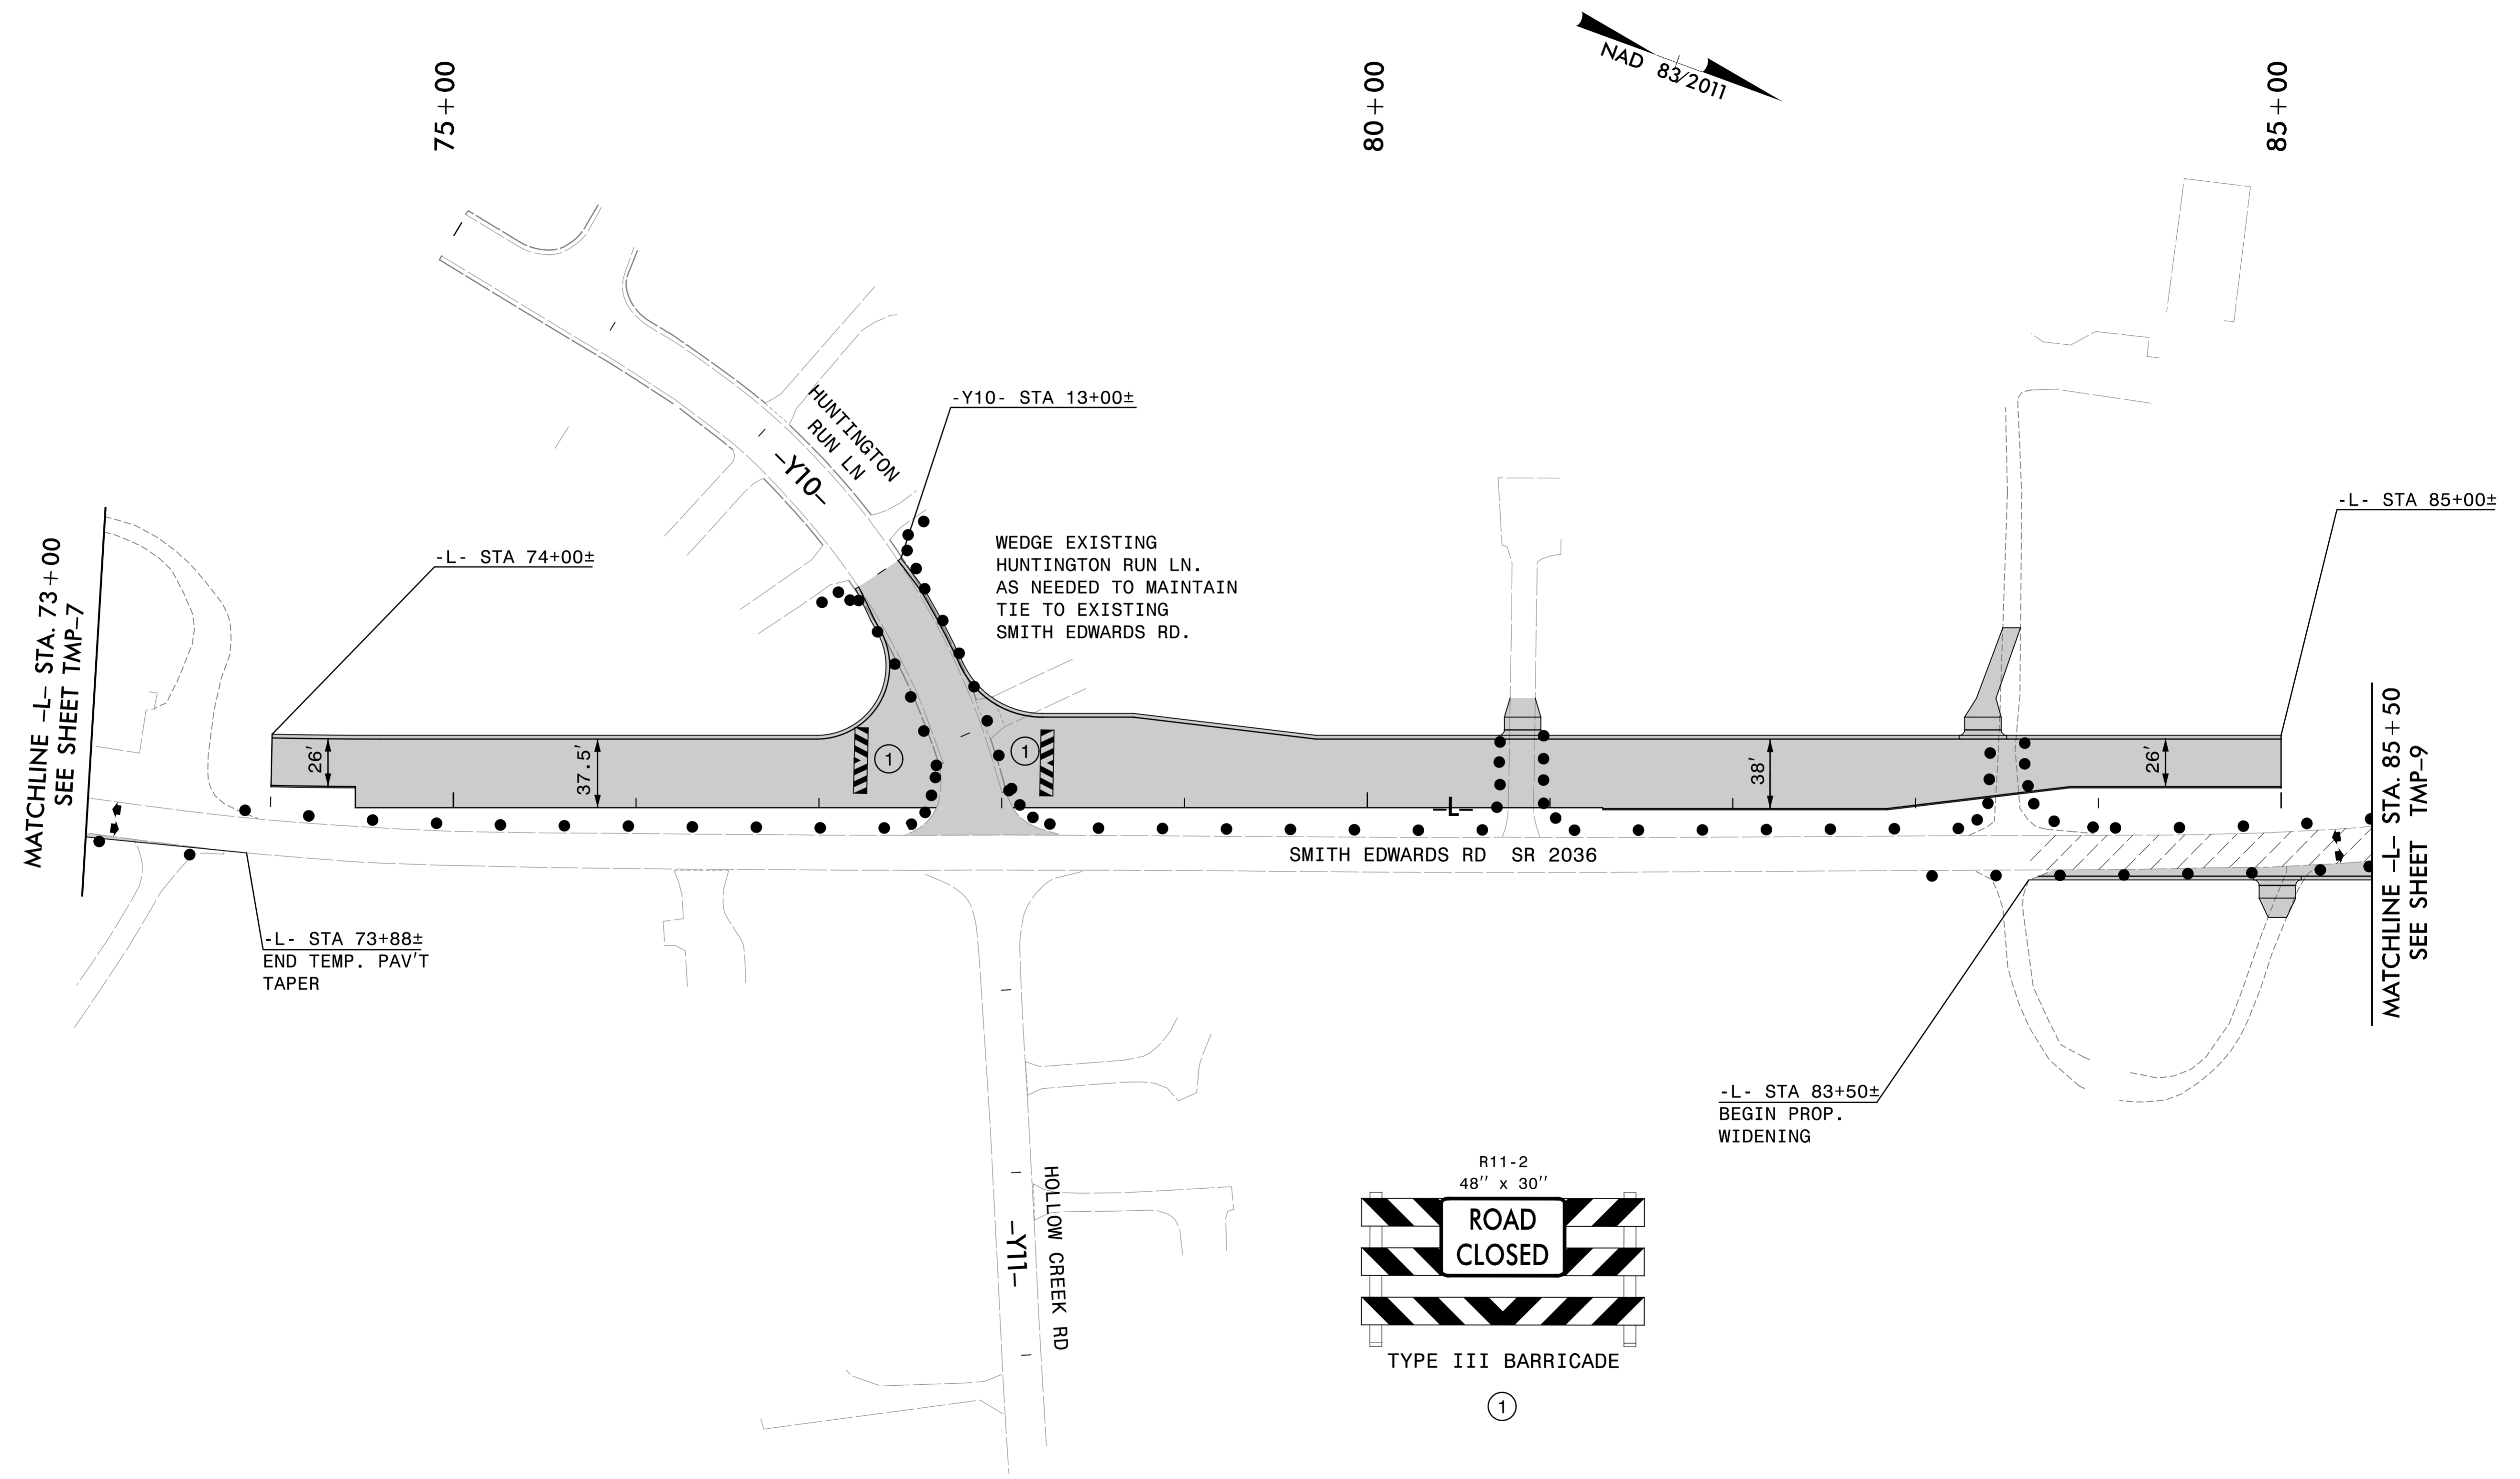 NAD 83/2011
75+00
80+00
85+00
-Y10- STA 13+00±
HUNTINGTON
RUN LN
-Y10-
-L- STA 85+00±
-L- STA 74+00±
WEDGE EXISTING
HUNTINGTON RUN LN.
AS NEEDED TO MAINTAIN
TIE TO EXISTING
SMITH EDWARDS RD.
MATCHLINE -L- STA. 73+00
SEE SHEET TMP-7
26'
37.5'
1
1
38'
26'
-L-
MATCHLINE -L- STA. 85+50
SEE SHEET TMP-9
SMITH EDWARDS RD SR 2036
-L- STA 73+88±
END TEMP. PAV'T
TAPER
-L- STA 83+50±
BEGIN PROP.
WIDENING
-Y11-
HOLLOW CREEK RD
R11-2
48" x 30"
ROAD
CLOSED
TYPE III BARRICADE
1